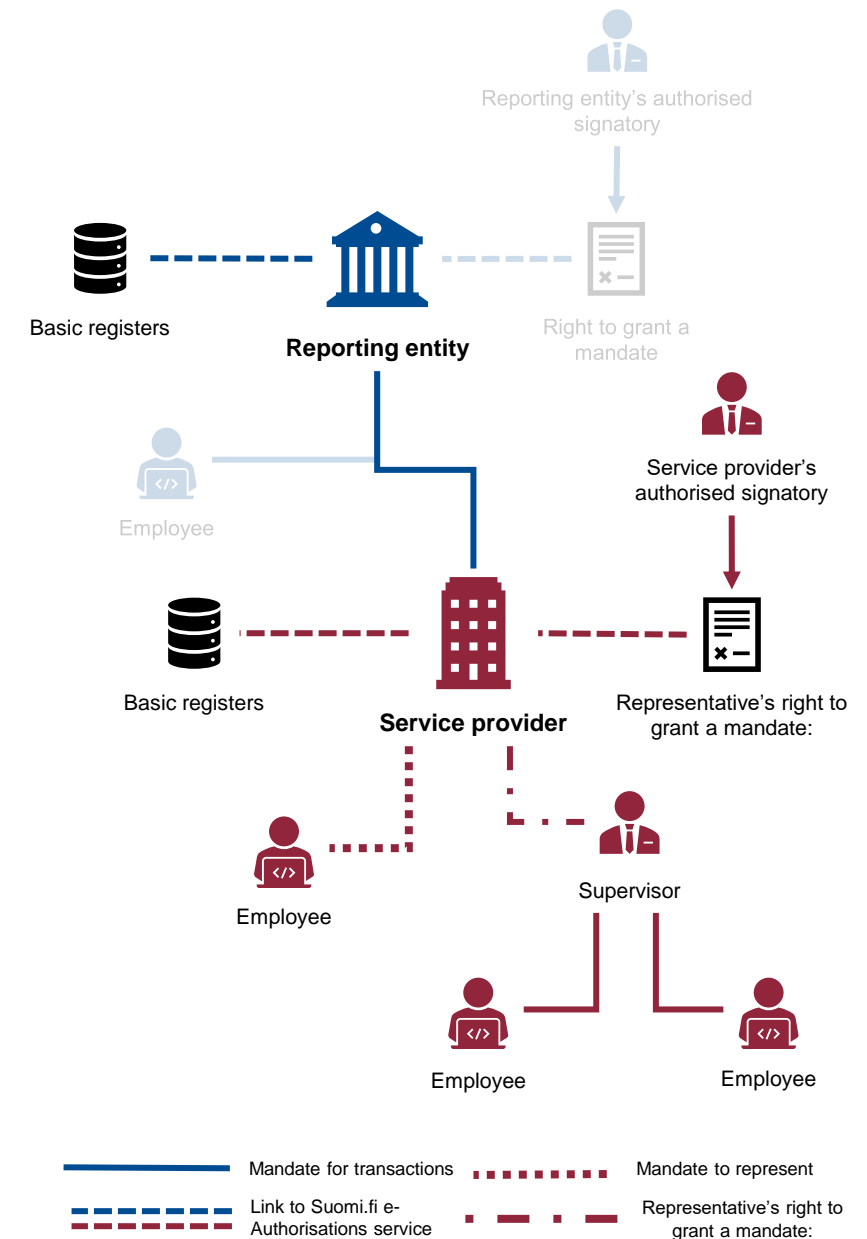 Reporting entity's authorised
signatory
Basic registers
Reporting entity
Right to grant a
mandate
Service provider's
authorised signatory
</>
Employee
Basic registers
Service provider
Representative's right to
grant a mandate:
</>
Employee
Supervisor
</>
Employee
</>
Employee
Mandate for transactions
Mandate to represent
Link to Suomi.fi e-
Authorisations service
Representative's right to
grant a mandate: